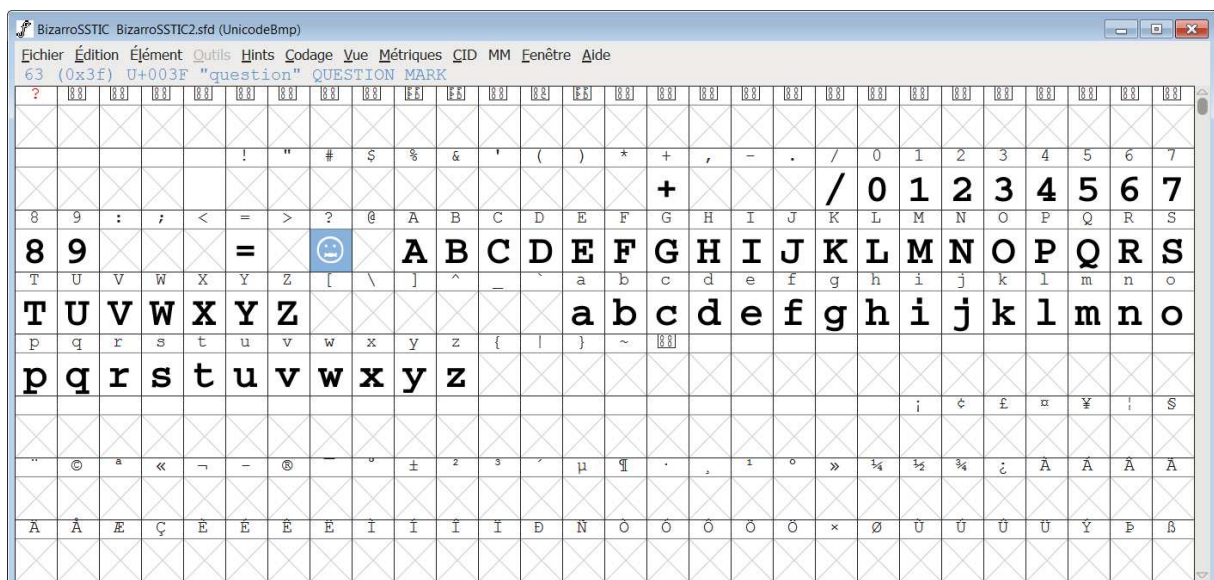 BizarroSSTIC BizarroSSTIC2.sfd (UnicodeBmp)
Fichier Édition Élément Outils Hints Codage Vue Métriques CID MM Fenêtre Aide
63 (0x3f) U+003F "question" QUESTION MARK
?
! " # $ % & ' ( ) * + , - . / 0 1 2 3 4 5 6 7
+ / 0 1 2 3 4 5 6 7
8 9 : ; < = > ? @ A B C D E F G H I J K L M N O P Q R S
8 9 = A B C D E F G H I J K L M N O P Q R S
T U V W X Y Z [ \ ] ^ _ ` a b c d e f g h i j k l m n o
T U V W X Y Z a b c d e f g h i j k l m n o
p q r s t u v w x y z { | } ~
p q r s t u v w x y z
¡ ¢ £ ¤ ¥ ¦ §
¨ © ª « ¬ - ® ¯ ° ± ² ³ ´ µ ¶ · ¸ ¹ º » ¼ ½ ¾ ¿ À Á Â Ã
Ä Å Æ Ç È É Ê Ë Ì Í Î Ï Ð Ñ Ò Ó Ô Õ Ö × Ø Ù Ú Û Ü Ý Þ ß